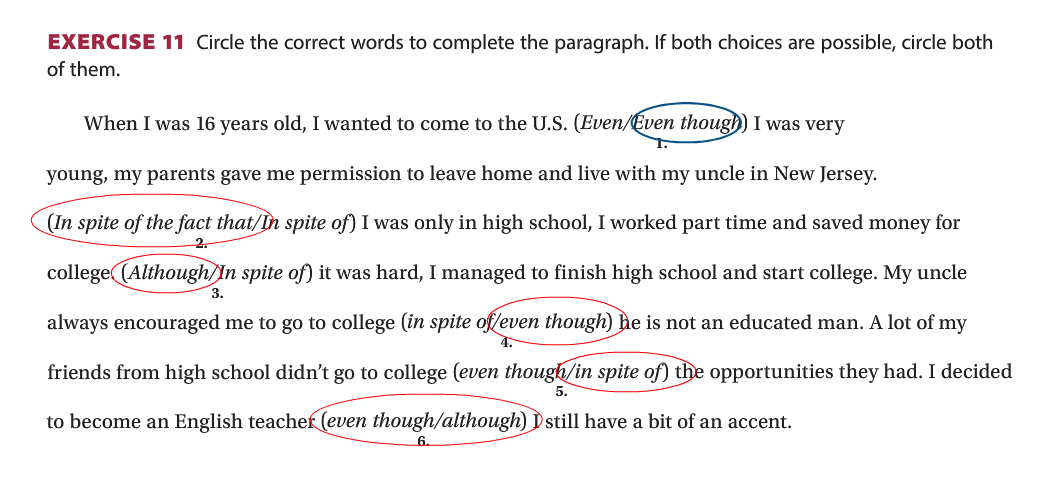 EXERCISE 11 Circle the correct words to complete the paragraph. If both choices are possible, circle both
of them.
When I was 16 years old, I wanted to come to the U.S. (Even/Even though) I was very
1.
young, my parents gave me permission to leave home and live with my uncle in New Jersey.
(In spite of the fact that/In spite of) I was only in high school, I worked part time and saved money for
2.
college. (Although/In spite of) it was hard, I managed to finish high school and start college. My uncle
3.
always encouraged me to go to college (in spite of/even though) he is not an educated man. A lot of my
4.
friends from high school didn't go to college (even though/in spite of) the opportunities they had. I decided
5.
to become an English teacher (even though/although) I still have a bit of an accent.
6.